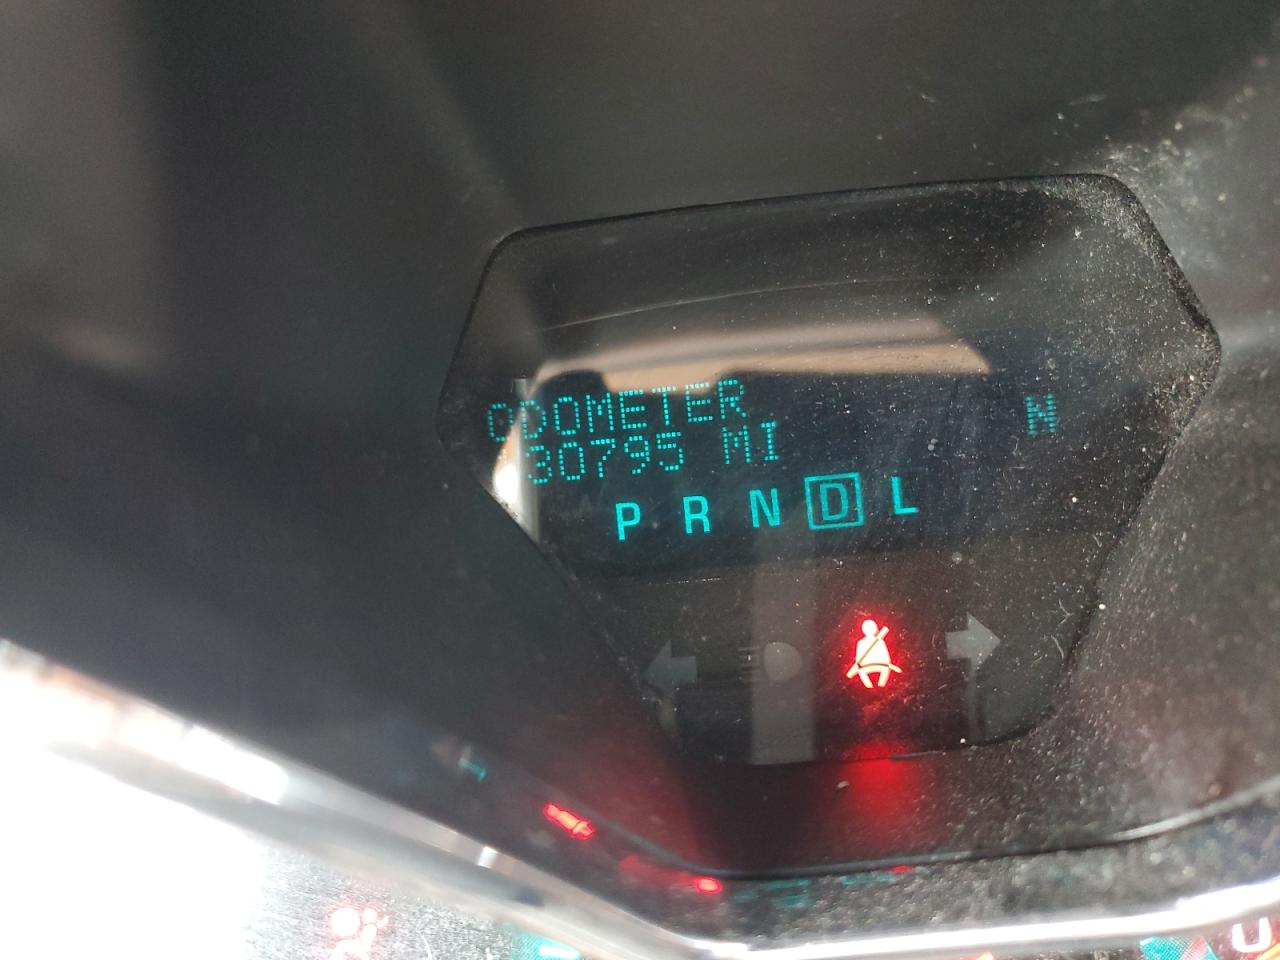 ODOMETER
30795 MI
N
P R N D L